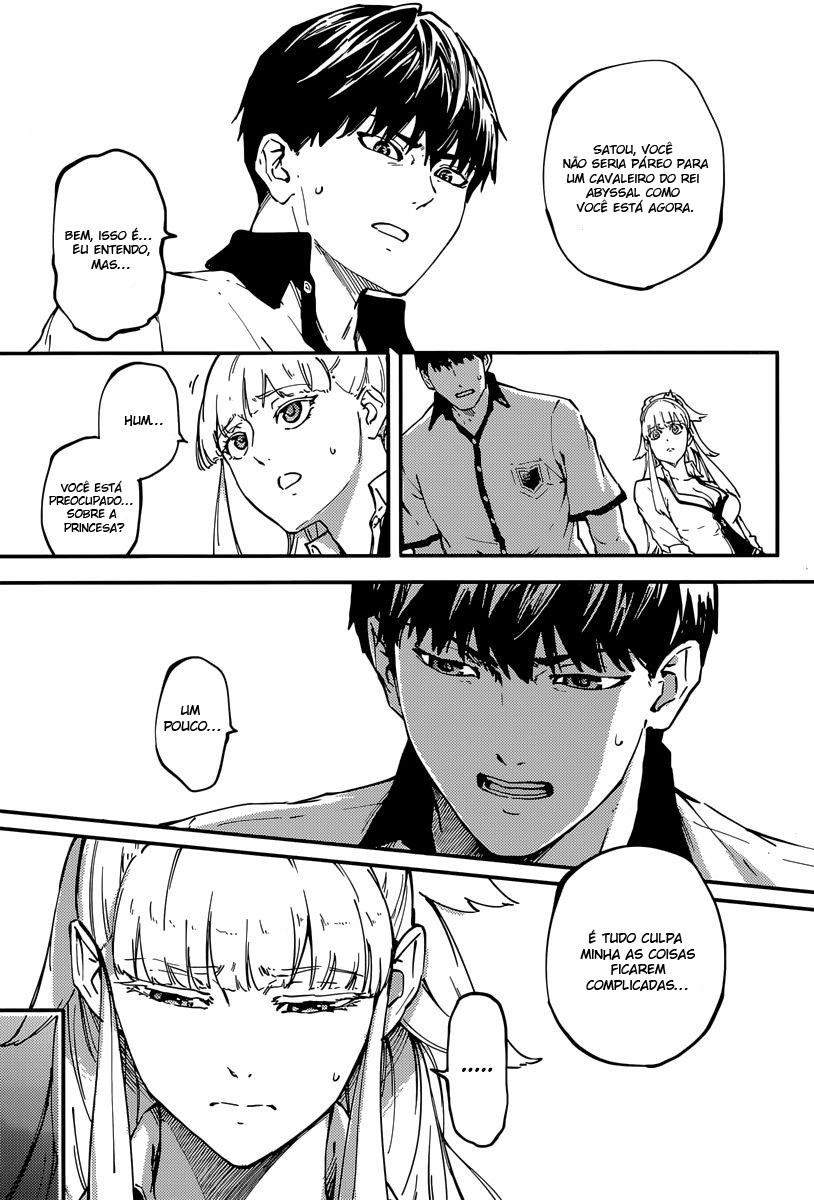 SATOU, VOCÊ
NÃO SERIA PÁREO PARA
UM CAVALEIRO DO REI
ABYSSAL COMO
VOCÊ ESTÁ AGORA.
BEM, ISSO É...
EU ENTENDO,
MAS...
HUM...
VOCÊ ESTÁ
PREOCUPADO...
SOBRE A
PRINCESA?
UM
POUCO...
É TUDO CULPA
MINHA AS COISAS
FICAREM
COMPLICADAS...
.....